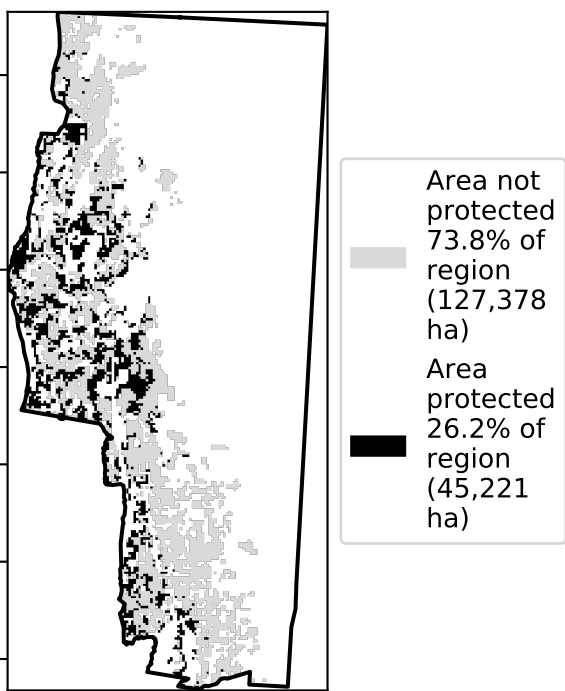 Area not
protected
73.8% of
region
(127,378
ha)
Area
protected
26.2% of
region
(45,221
ha)